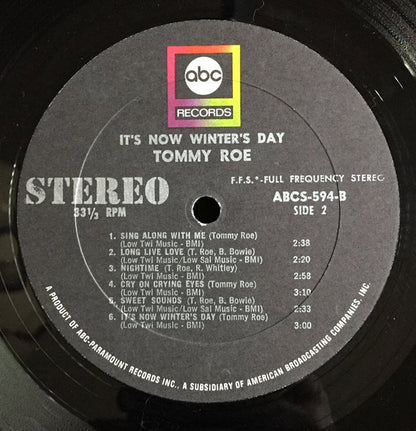 abc
RECORDS
IT'S NOW WINTER'S DAY
TOMMY ROE
STEREO
33 1/3 RPM
F.F.S.*-FULL FREQUENCY STEREO
ABCS-594-B
SIDE 2
1. SING ALONG WITH ME (Tommy Roe)
(Low Twi Music - BMI) 2:38
2. LONG LIVE LOVE (T. Roe, B. Bowie)
(Low Twi Music/Low Sal Music - BMI) 2:20
3. NIGHTIME (T. Roe, R. Whitley)
(Low Twi Music - BMI) 2:58
4. CRY ON CRYING EYES (Tommy Roe)
(Low Twi Music - BMI) 3:10
5. SWEET SOUNDS (T. Roe, B. Bowie)
(Low Twi Music/Low Sal Music - BMI) 2:33
6. IT'S NOW WINTER'S DAY (Tommy Roe)
(Low Twi Music - BMI) 3:00
A PRODUCT OF ABC-PARAMOUNT RECORDS INC., A SUBSIDIARY OF AMERICAN BROADCASTING COMPANIES, INC.